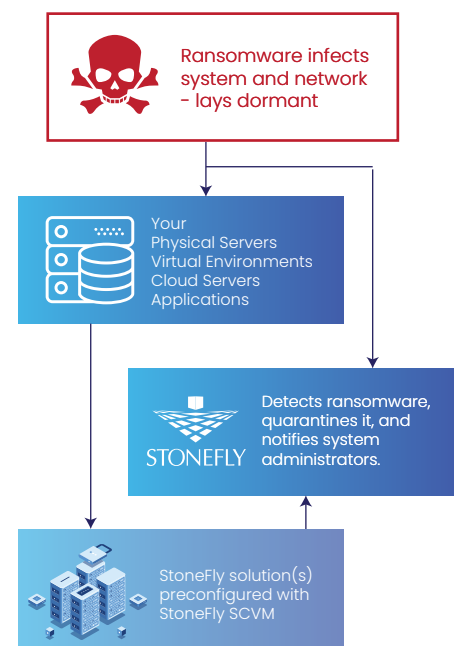 Ransomware infects
system and network
- lays dormant
Your
Physical Servers
Virtual Environments
Cloud Servers
Applications
STONEFLY
Detects ransomware,
quarantines it, and
notifies system
administrators.
StoneFly solution(s)
preconfigured with
StoneFly SCVM